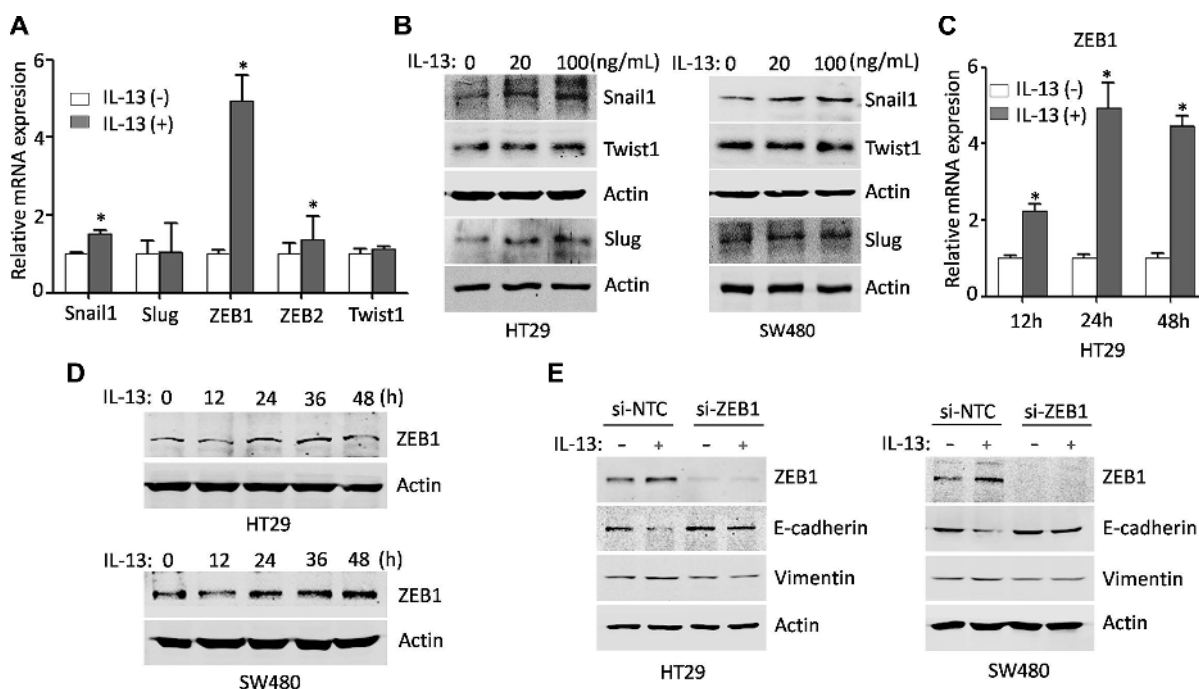 A
Relative mRNA expresion
6
4
2
0
IL-13 (-)
IL-13 (+)
*
*
*
Snail1 Slug ZEB1 ZEB2 Twist1
B
IL-13: 0 20 100(ng/mL)
Snail1
Twist1
Actin
Slug
Actin
HT29
IL-13: 0 20 100(ng/mL)
Snail1
Twist1
Actin
Slug
Actin
SW480
C
ZEB1
Relative mRNA expresion
6
4
2
0
IL-13 (-)
IL-13 (+)
*
*
*
12h 24h 48h
HT29
D
IL-13: 0 12 24 36 48 (h)
ZEB1
Actin
HT29
IL-13: 0 12 24 36 48 (h)
ZEB1
Actin
SW480
E
si-NTC si-ZEB1
IL-13: - + - +
ZEB1
E-cadherin
Vimentin
Actin
HT29
si-NTC si-ZEB1
IL-13: - + - +
ZEB1
E-cadherin
Vimentin
Actin
SW480